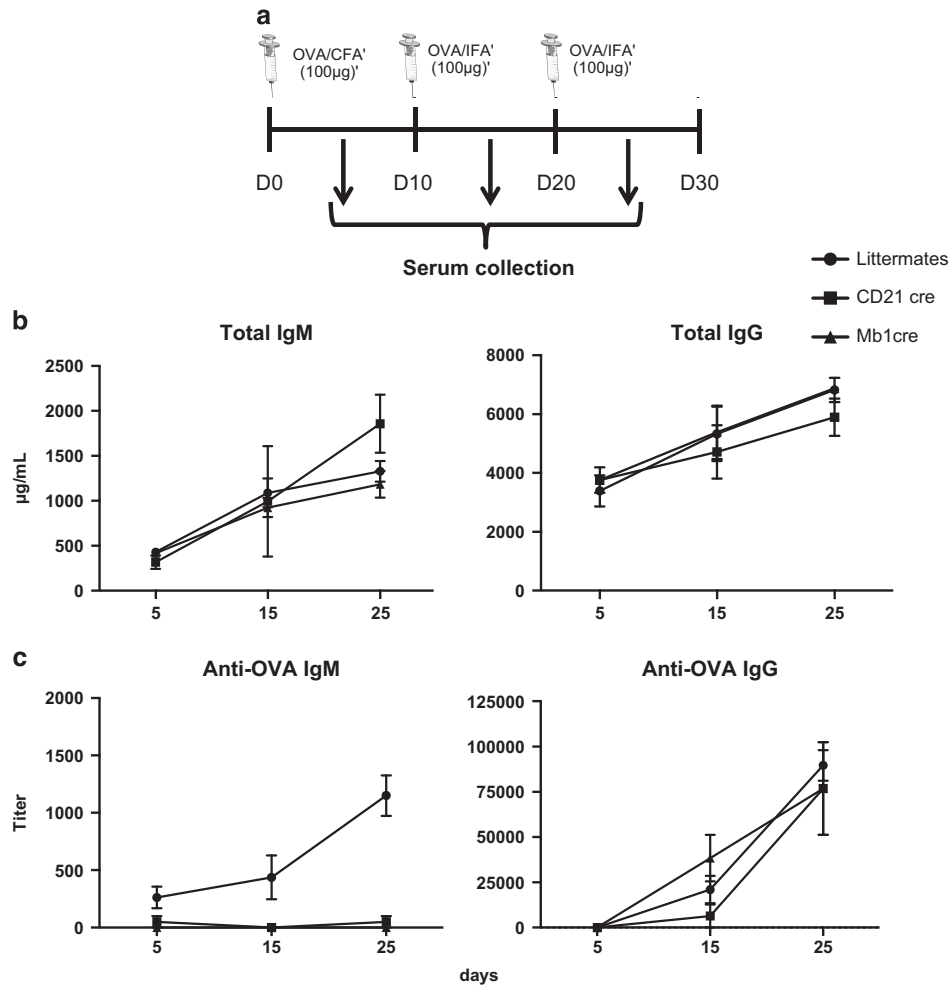 a
OVA/CFA' OVA/IFA' OVA/IFA'
(100µg)' (100µg)' (100µg)'
D0 D10 D20 D30
Serum collection
Littermates
CD21 cre
Mb1cre
b
Total IgM
µg/mL
2500
2000
1500
1000
500
0
5 15 25
Total IgG
8000
6000
4000
2000
0
5 15 25
c
Anti-OVA IgM
Titer
2000
1500
1000
500
0
5 15 25
Anti-OVA IgG
125000
100000
75000
50000
25000
0
5 15 25
days